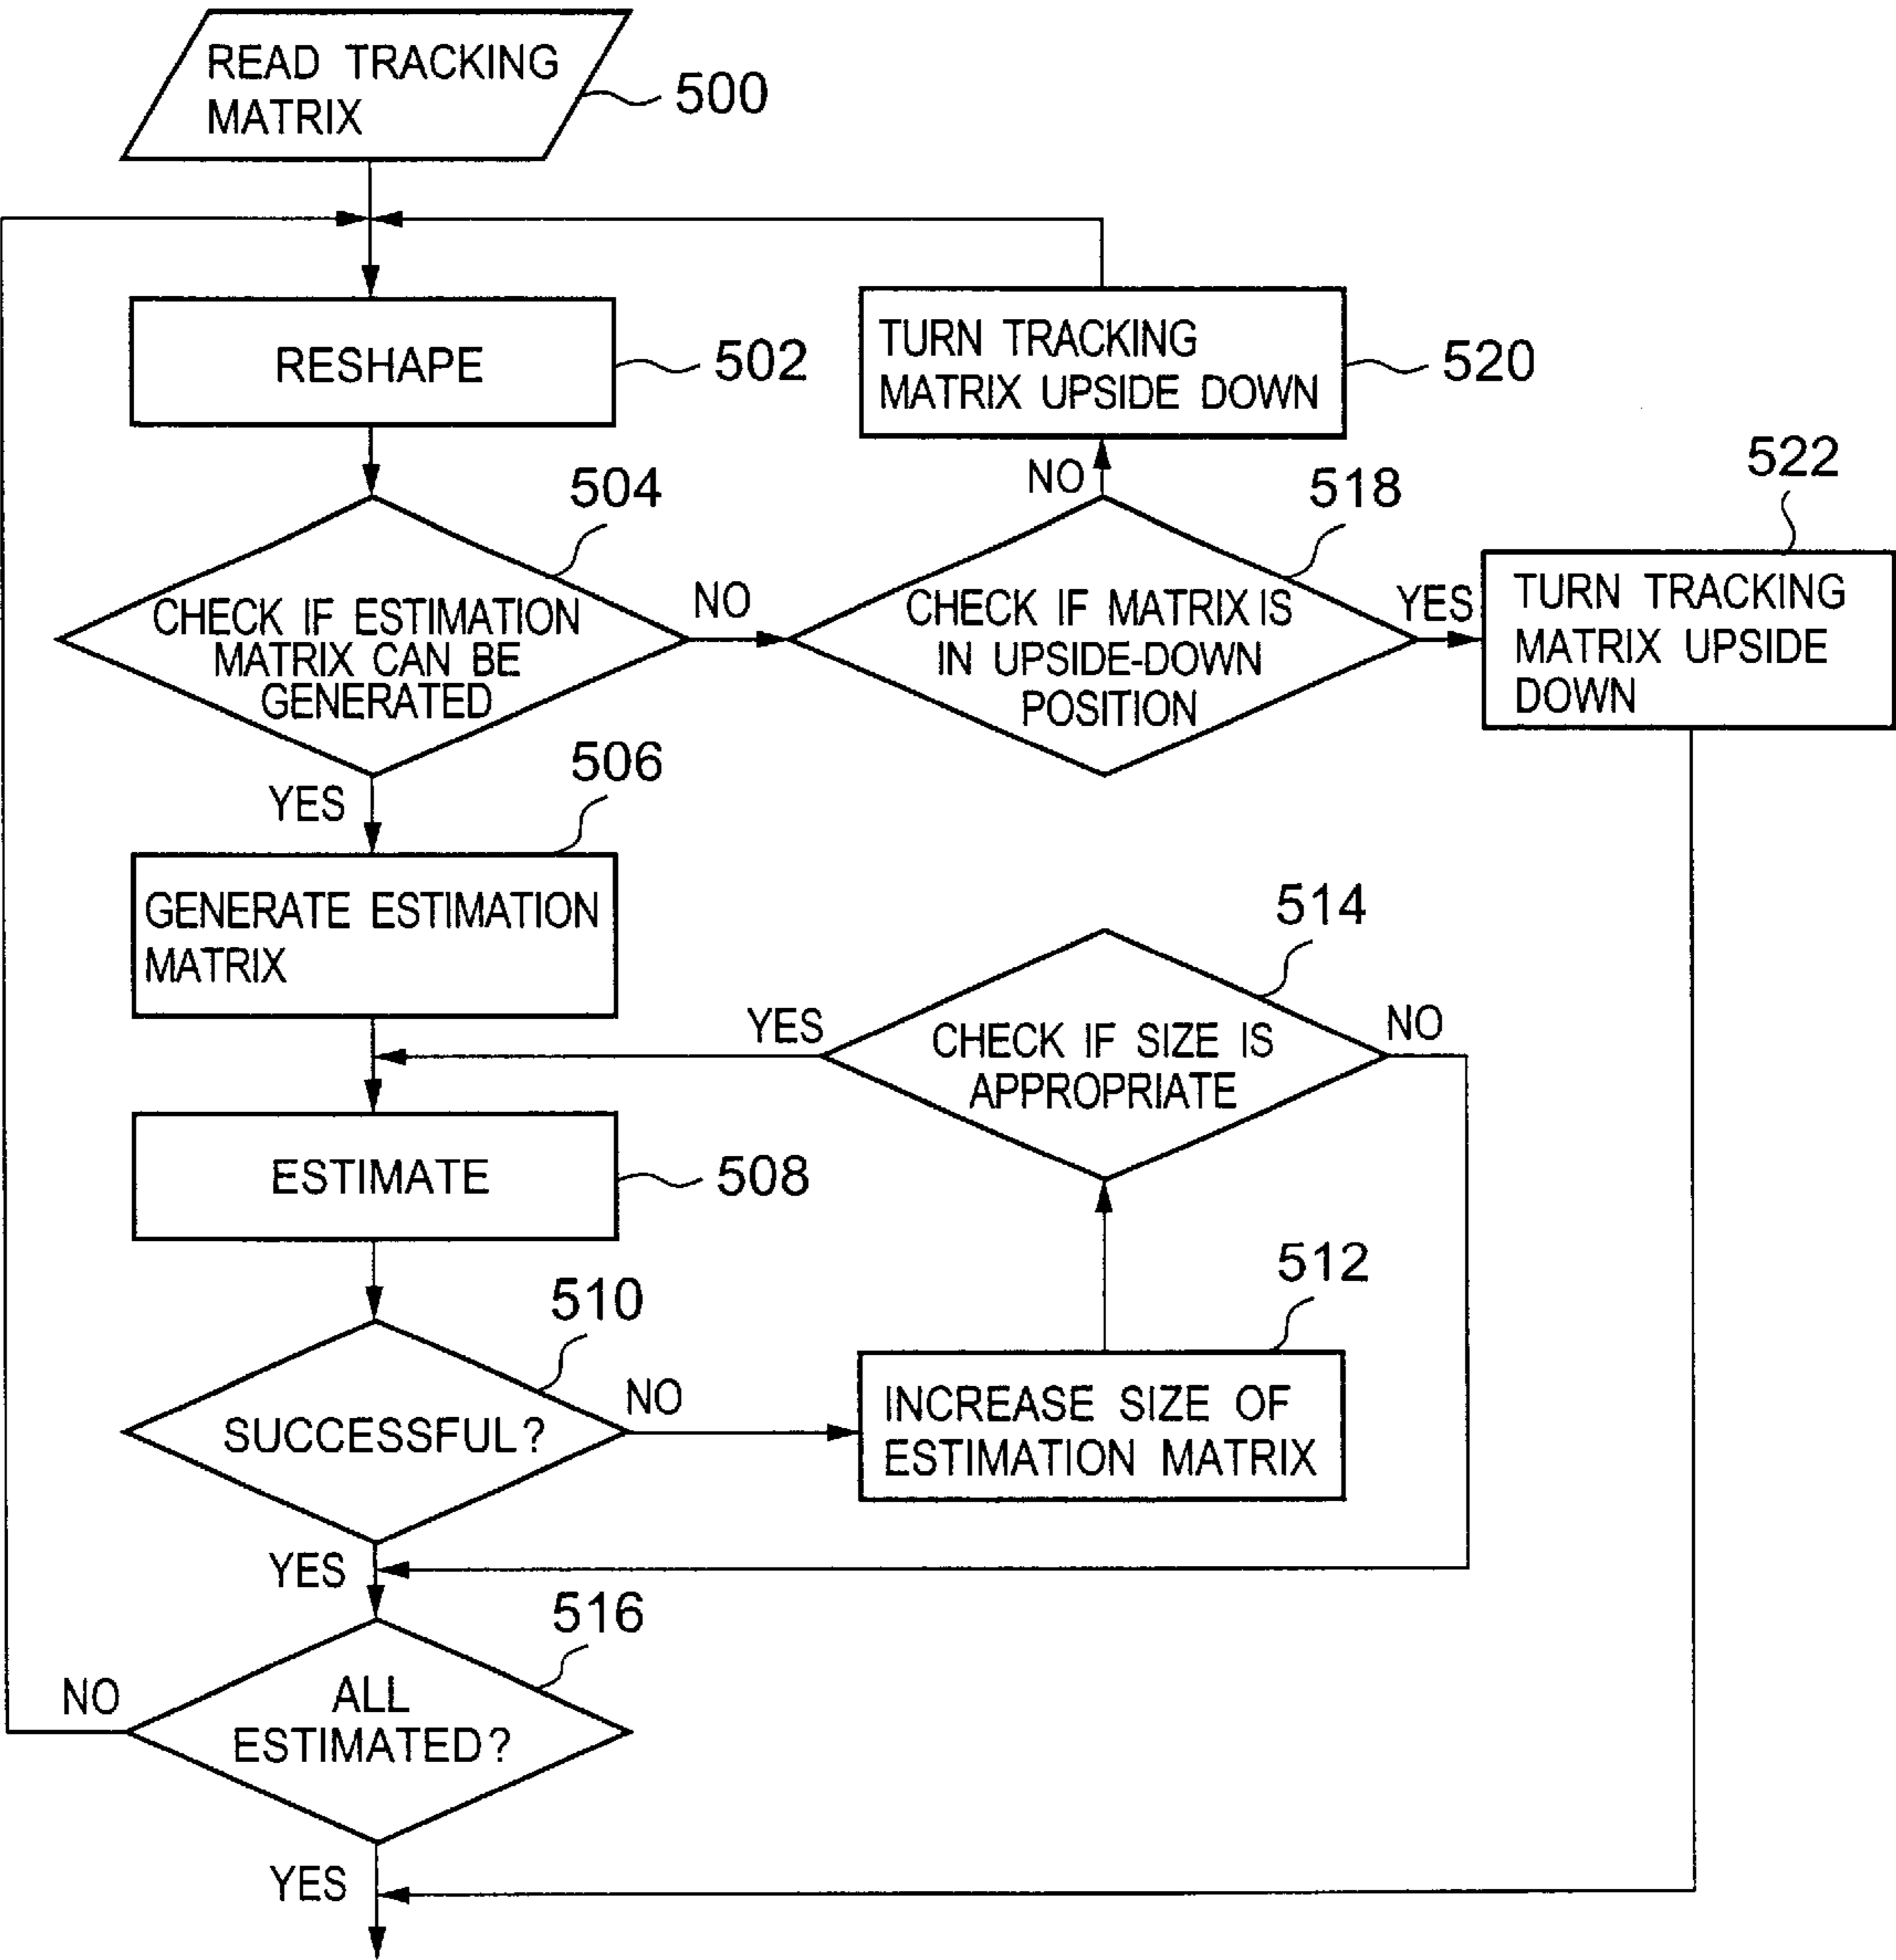 READ TRACKING
MATRIX
500
RESHAPE
502
TURN TRACKING
MATRIX UPSIDE DOWN
520
504
CHECK IF ESTIMATION
MATRIX CAN BE
GENERATED
NO
YES
518
CHECK IF MATRIX IS
IN UPSIDE-DOWN
POSITION
NO
YES
522
TURN TRACKING
MATRIX UPSIDE
DOWN
506
GENERATE ESTIMATION
MATRIX
514
CHECK IF SIZE IS
APPROPRIATE
YES
NO
ESTIMATE
508
510
SUCCESSFUL?
NO
YES
512
INCREASE SIZE OF
ESTIMATION MATRIX
516
ALL
ESTIMATED?
NO
YES